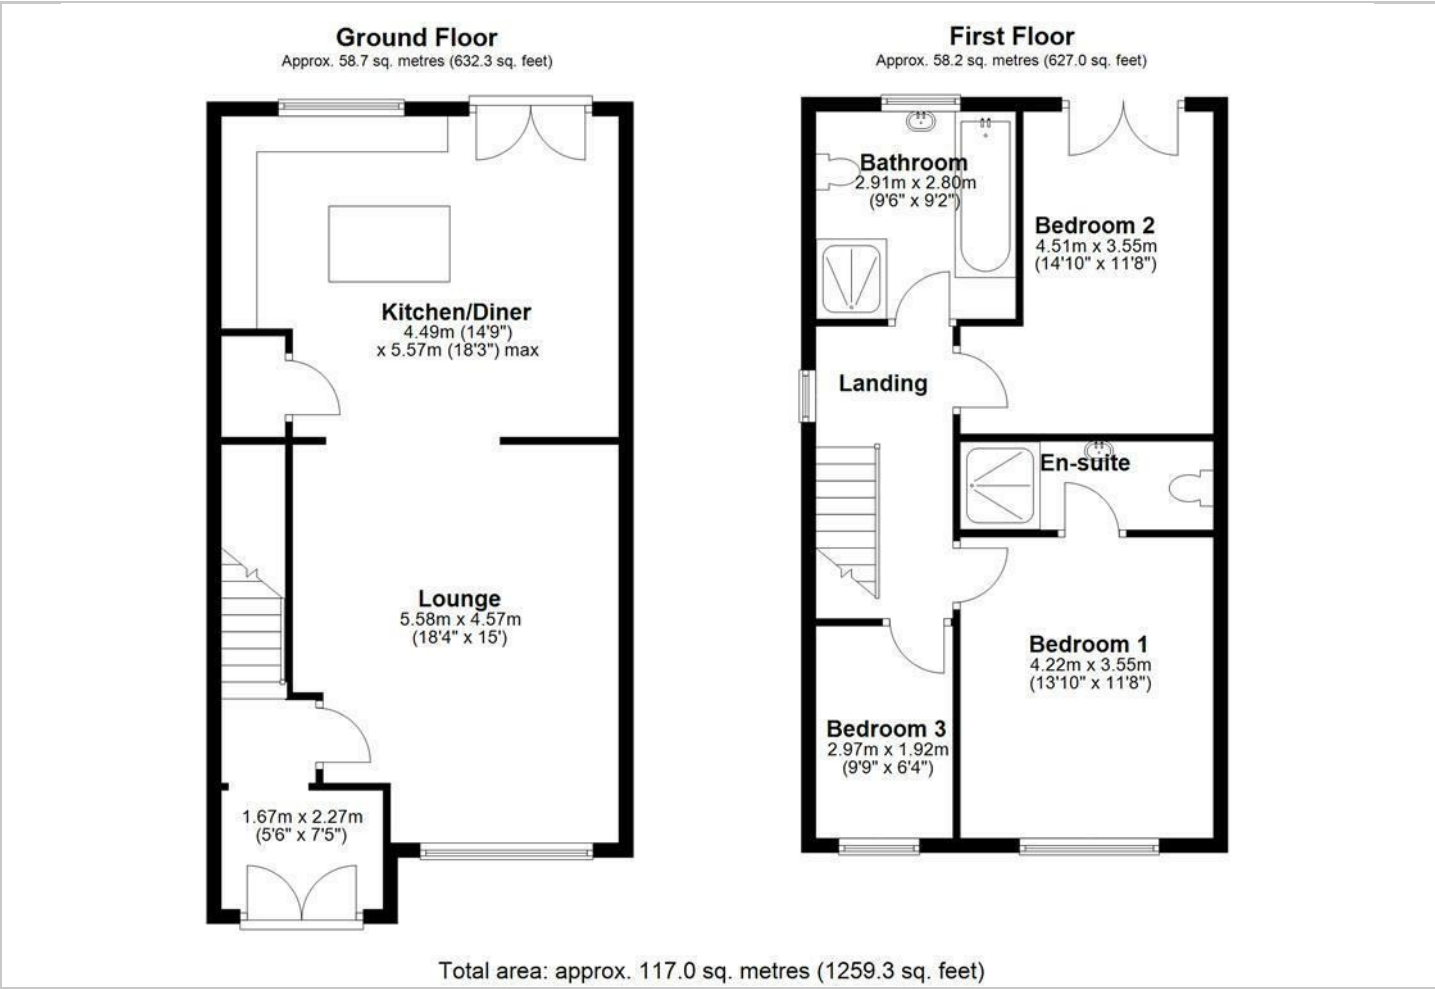 Ground Floor
Approx. 58.7 sq. metres (632.3 sq. feet)
Kitchen/Diner
4.49m (14'9")
x 5.57m (18'3") max
Lounge
5.58m x 4.57m
(18'4" x 15')
1.67m x 2.27m
(5'6" x 7'5")
First Floor
Approx. 58.2 sq. metres (627.0 sq. feet)
Bathroom
2.91m x 2.80m
(9'6" x 9'2")
Bedroom 2
4.51m x 3.55m
(14'10" x 11'8")
Landing
En-suite
Bedroom 1
4.22m x 3.55m
(13'10" x 11'8")
Bedroom 3
2.97m x 1.92m
(9'9" x 6'4")
Total area: approx. 117.0 sq. metres (1259.3 sq. feet)